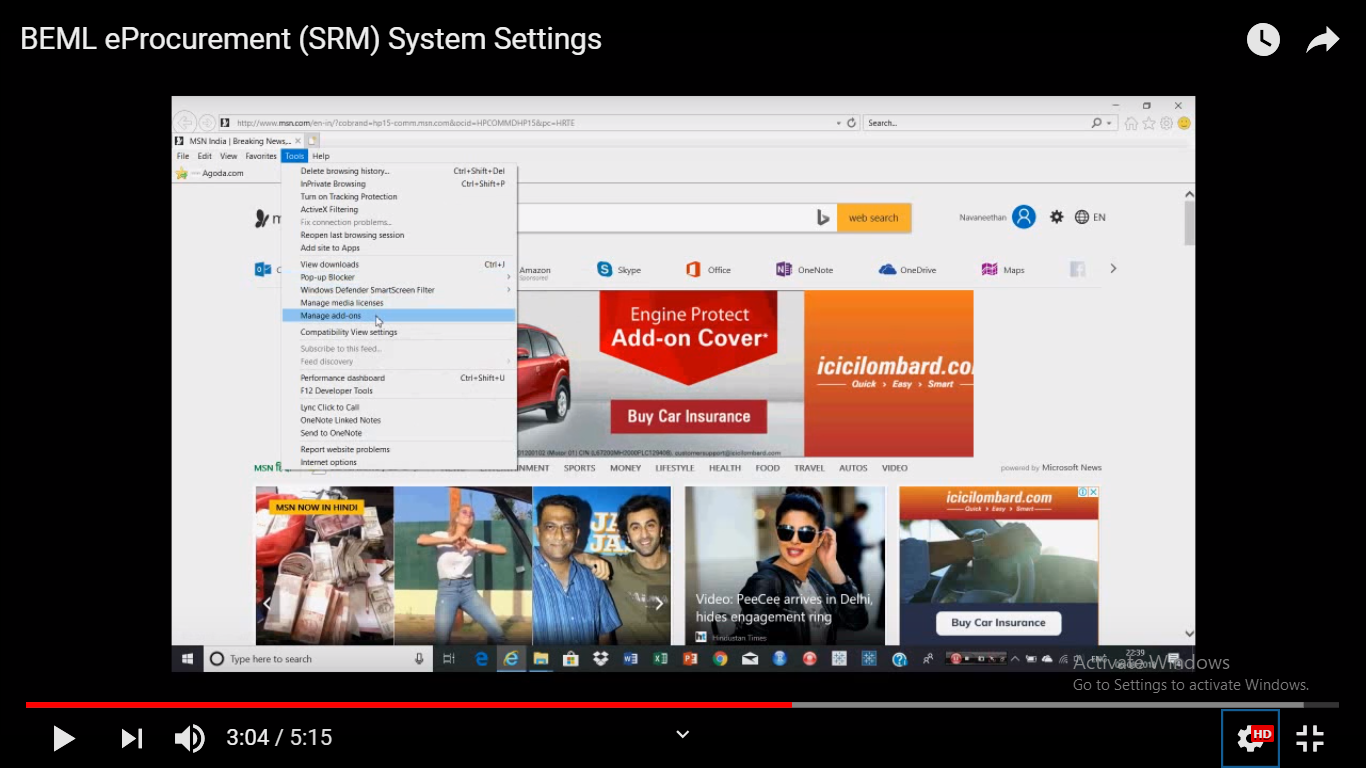 BEML eProcurement (SRM) System Settings
http://www.msn.com/en-in/?cobrand=hp15-comm.msn.com&ocid=HPCOMMDHP15&pc=HRTE
Search...
MSN India | Breaking News,...
File Edit View Favorites Tools Help
Agoda.com
Delete browsing history... Ctrl+Shift+Del
InPrivate Browsing Ctrl+Shift+P
Turn on Tracking Protection
ActiveX Filtering
Fix connection problems...
Reopen last browsing session
Add site to Apps
View downloads Ctrl+J
Pop-up Blocker
Windows Defender SmartScreen Filter
Manage media licenses
Manage add-ons
Compatibility View settings
Subscribe to this feed...
Feed discovery
Performance dashboard Ctrl+Shift+U
F12 Developer Tools
Lync Click to Call
OneNote Linked Notes
Send to OneNote
Report website problems
Internet options
web search
Navaneethan
EN
Amazon
Sponsored
Skype
Office
OneNote
OneDrive
Maps
Engine Protect
Add-on Cover*
Buy Car Insurance
icicilombard.co
Quick > Easy > Smart
MSN
SPORTS MONEY LIFESTYLE HEALTH FOOD TRAVEL AUTOS VIDEO
powered by Microsoft News
MSN NOW IN HINDI
Video: PeeCee arrives in Delhi,
hides engagement ring
ht Hindustan Times
icicilombard.com
Quick > Easy > Smart
Buy Car Insurance
Type here to search
22:39
Activate Windows
Go to Settings to activate Windows.
3:04 / 5:15
HD